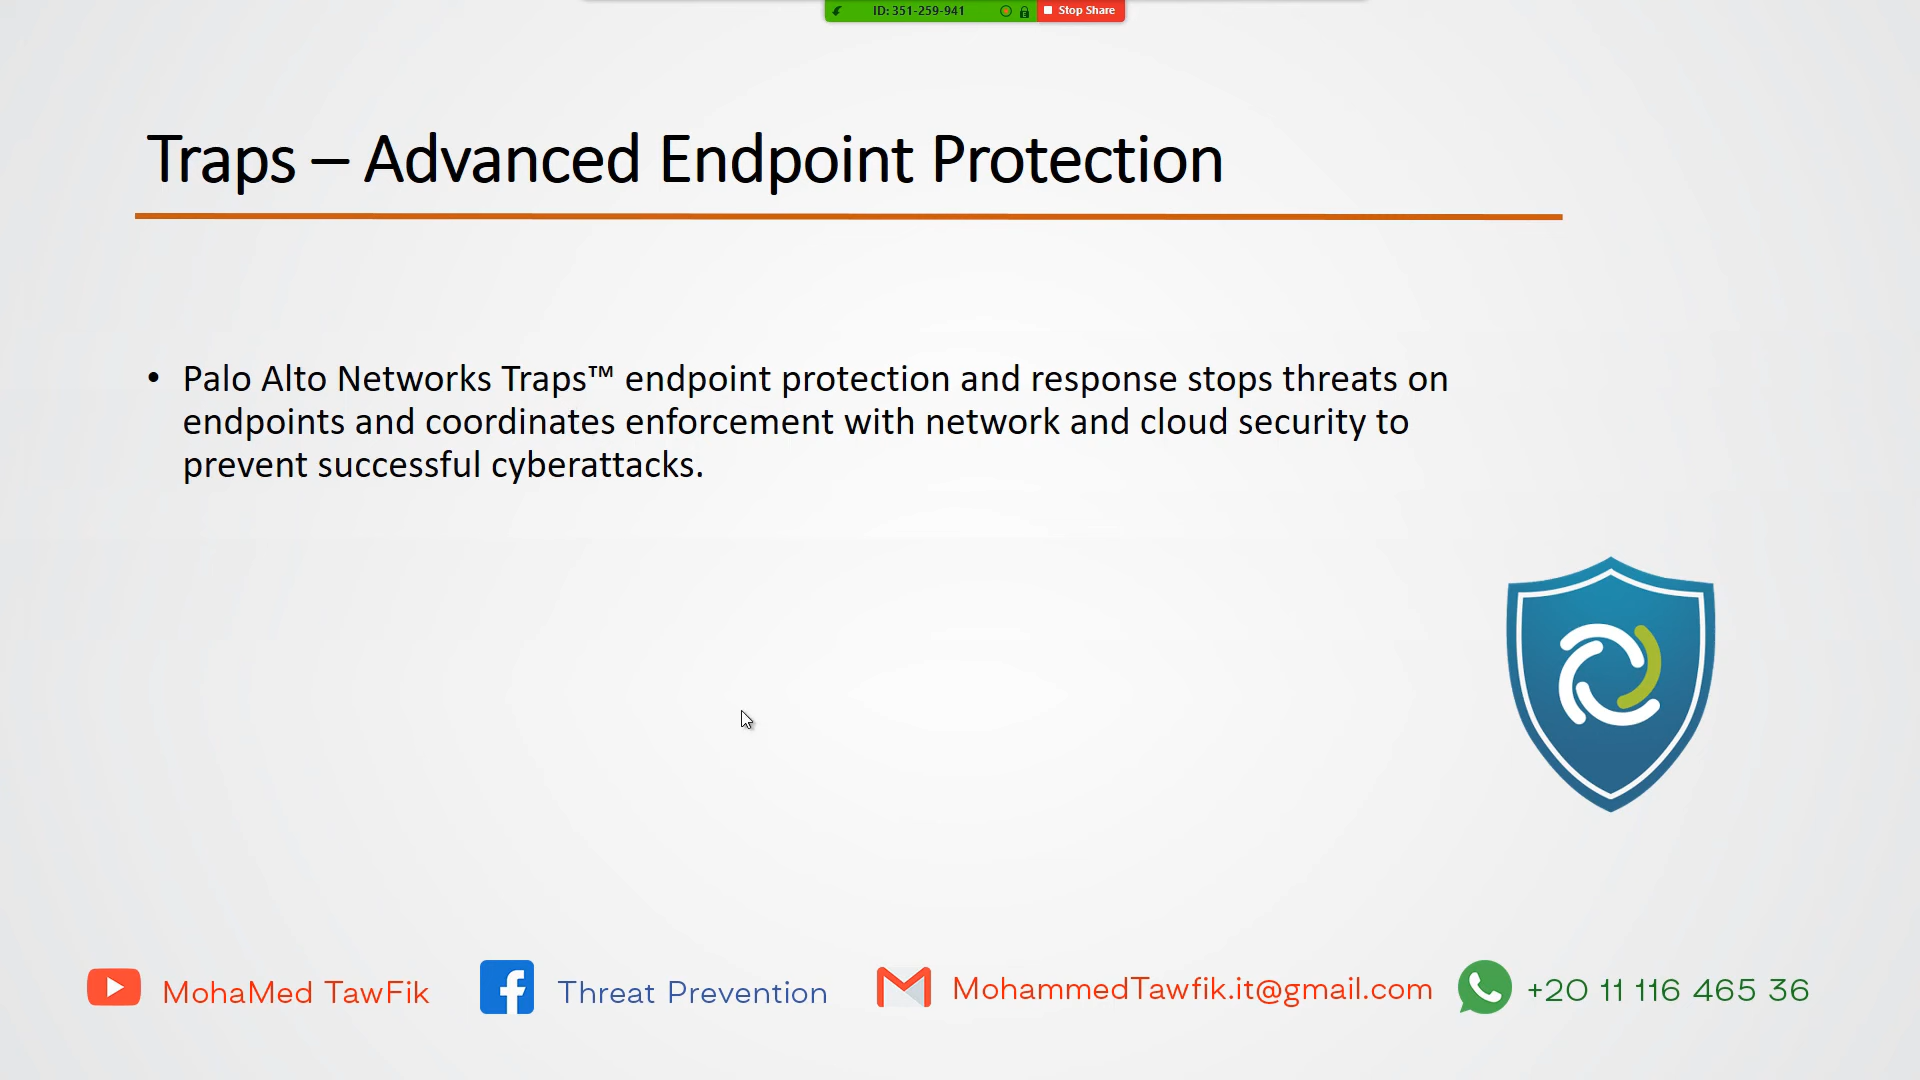 ID: 351-259-941 Stop Share
Traps – Advanced Endpoint Protection
• Palo Alto Networks Traps™ endpoint protection and response stops threats on
endpoints and coordinates enforcement with network and cloud security to
prevent successful cyberattacks.
MohaMed TawFik Threat Prevention MohammedTawfik.it@gmail.com +20 11 116 465 36